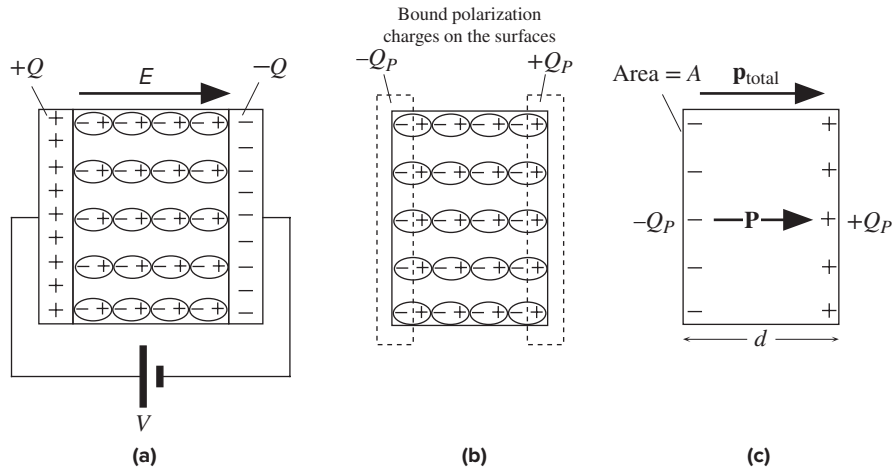 Bound polarization
charges on the surfaces
+Q
E
−Q
−Q_P
+Q_P
Area = A
p_total
−Q_P
P
+Q_P
d
V
(a)
(b)
(c)